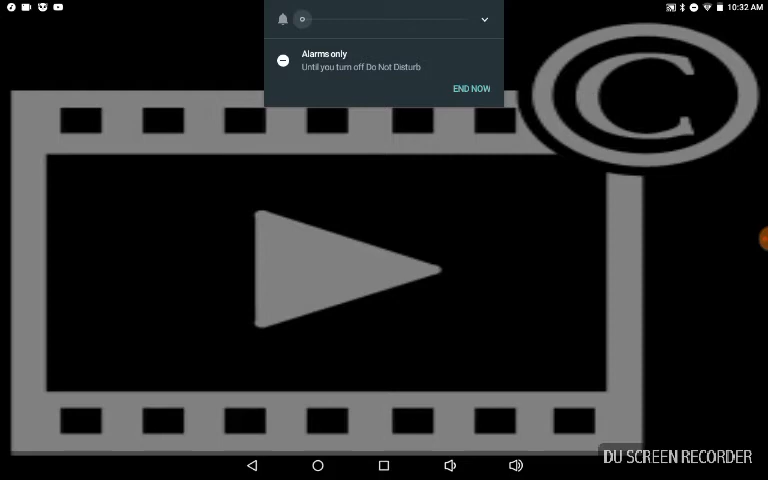 10:32 AM
Alarms only
Until you turn off Do Not Disturb
END NOW
C
DU SCREEN RECORDER